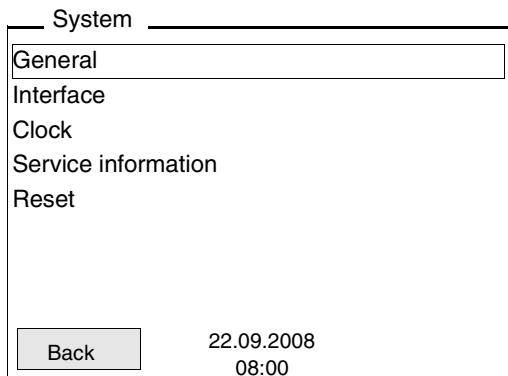 System
General
Interface
Clock
Service information
Reset
Back
22.09.2008
08:00